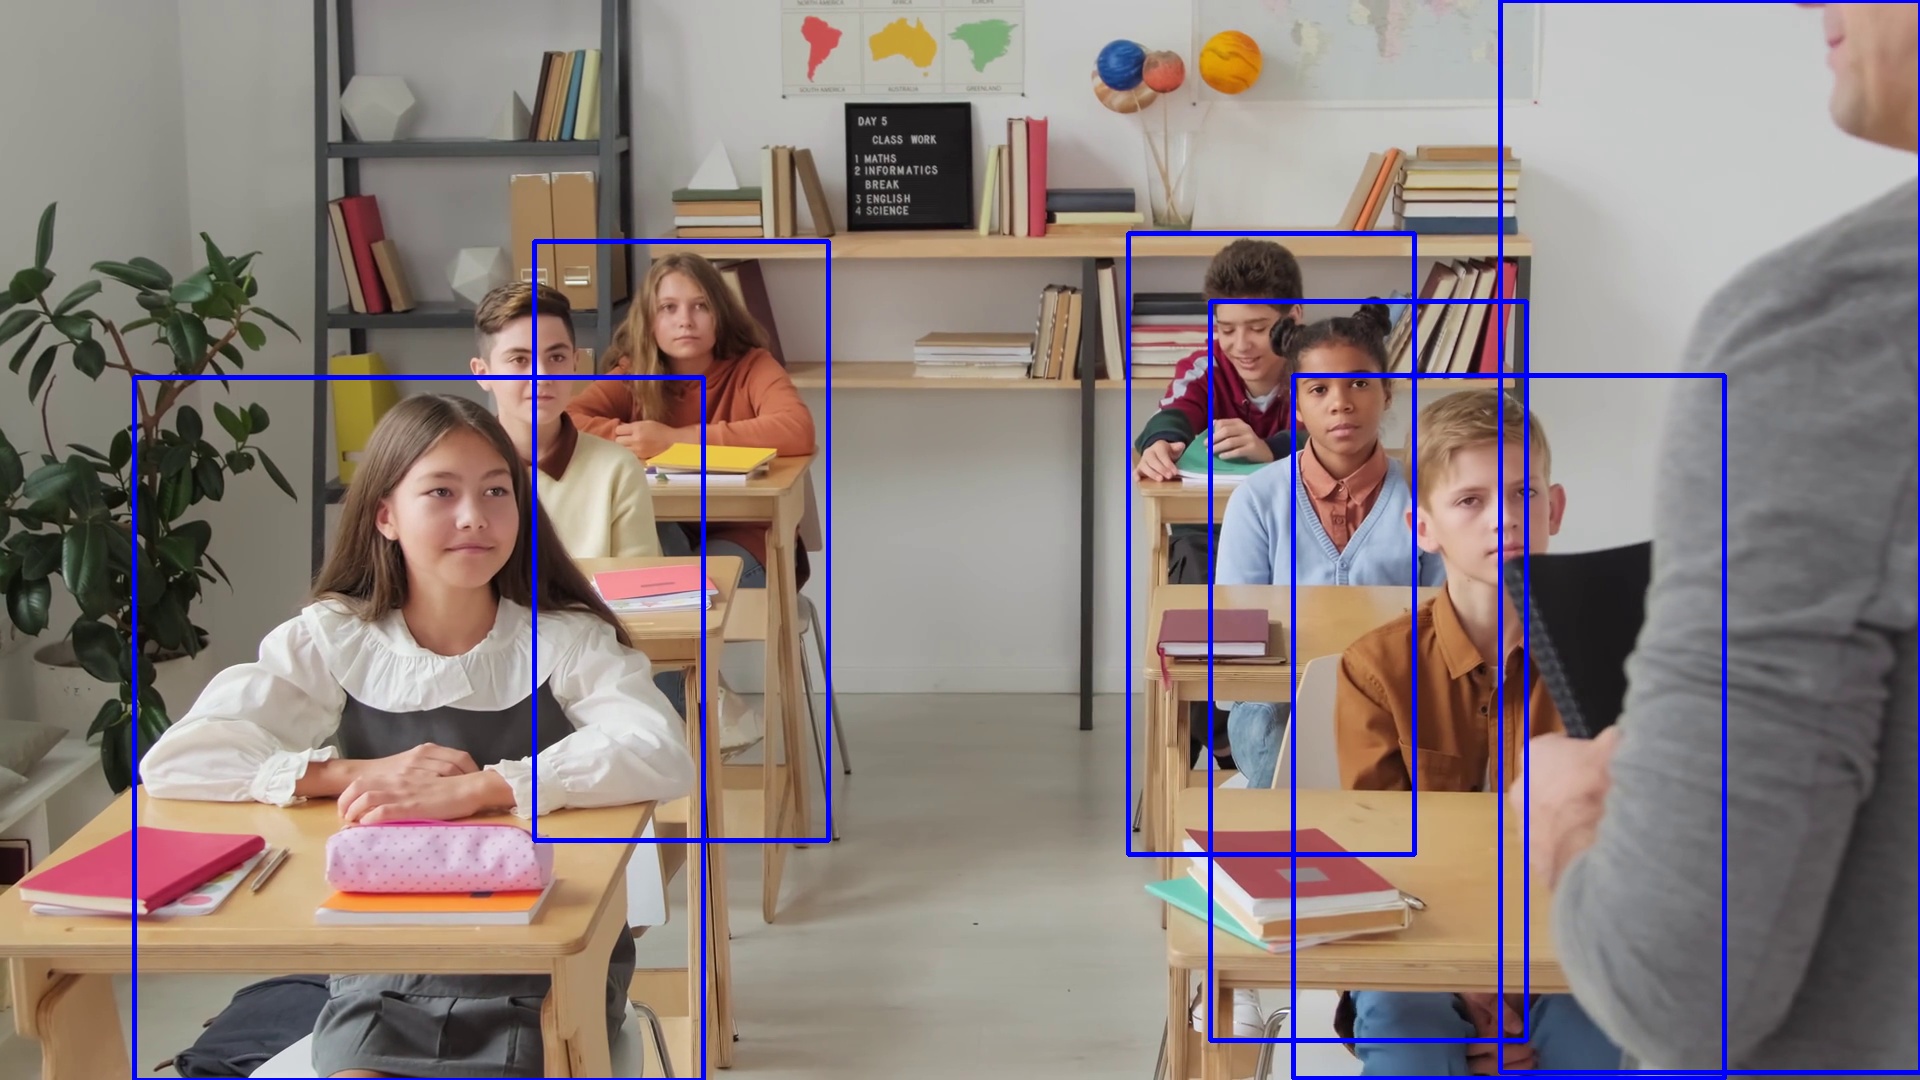 NORTH AMERICA
AFRICA
EUROPE
SOUTH AMERICA
AUSTRALIA
GREENLAND
DAY 5
CLASS WORK
1 MATHS
2 INFORMATICS
BREAK
3 ENGLISH
4 SCIENCE